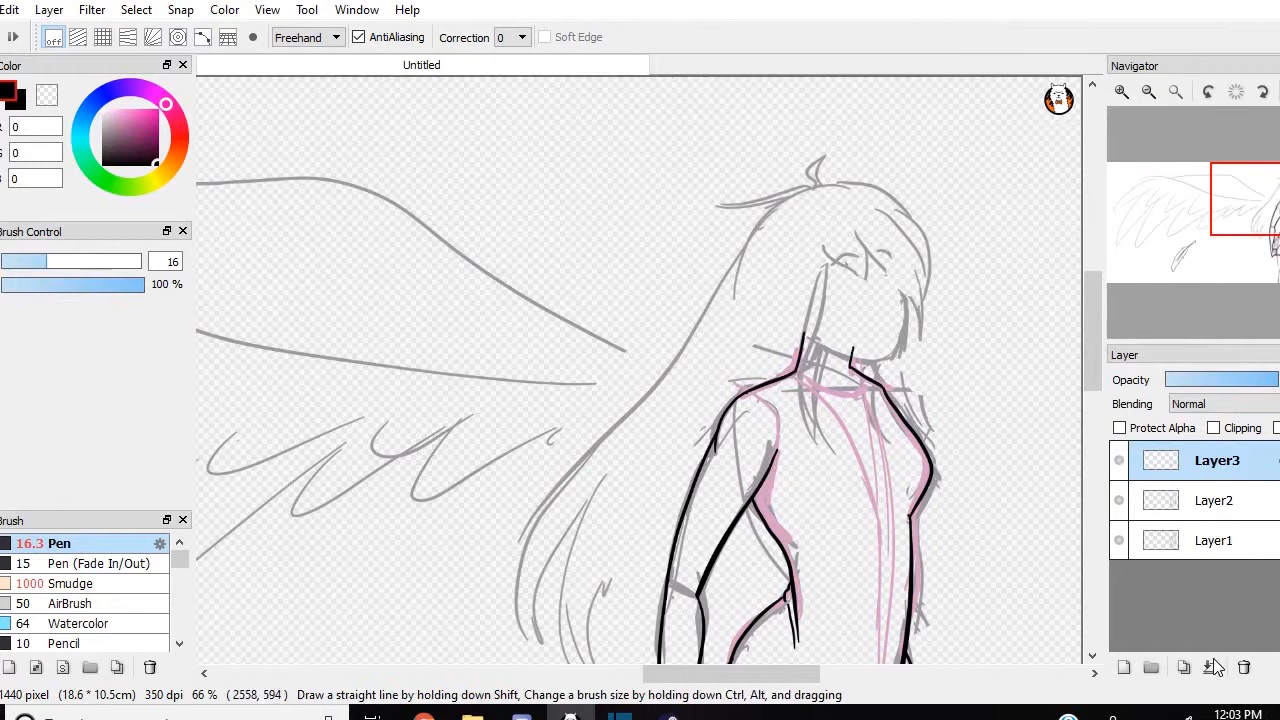 Edit Layer Filter Select Snap Color View Tool Window Help
off Freehand AntiAliasing Correction 0 Soft Edge
Color
Untitled
Navigator
R 0
G 0
B 0
Brush Control
16
100 %
Layer
Opacity
Blending Normal
Protect Alpha Clipping
Layer3
Layer2
Layer1
Brush
16.3 Pen
15 Pen (Fade In/Out)
1000 Smudge
50 AirBrush
64 Watercolor
10 Pencil
1440 pixel (18.6 * 10.5cm) 350 dpi 66 % ( 2558, 594 ) Draw a straight line by holding down Shift, Change a brush size by holding down Ctrl, Alt, and dragging
12:03 PM